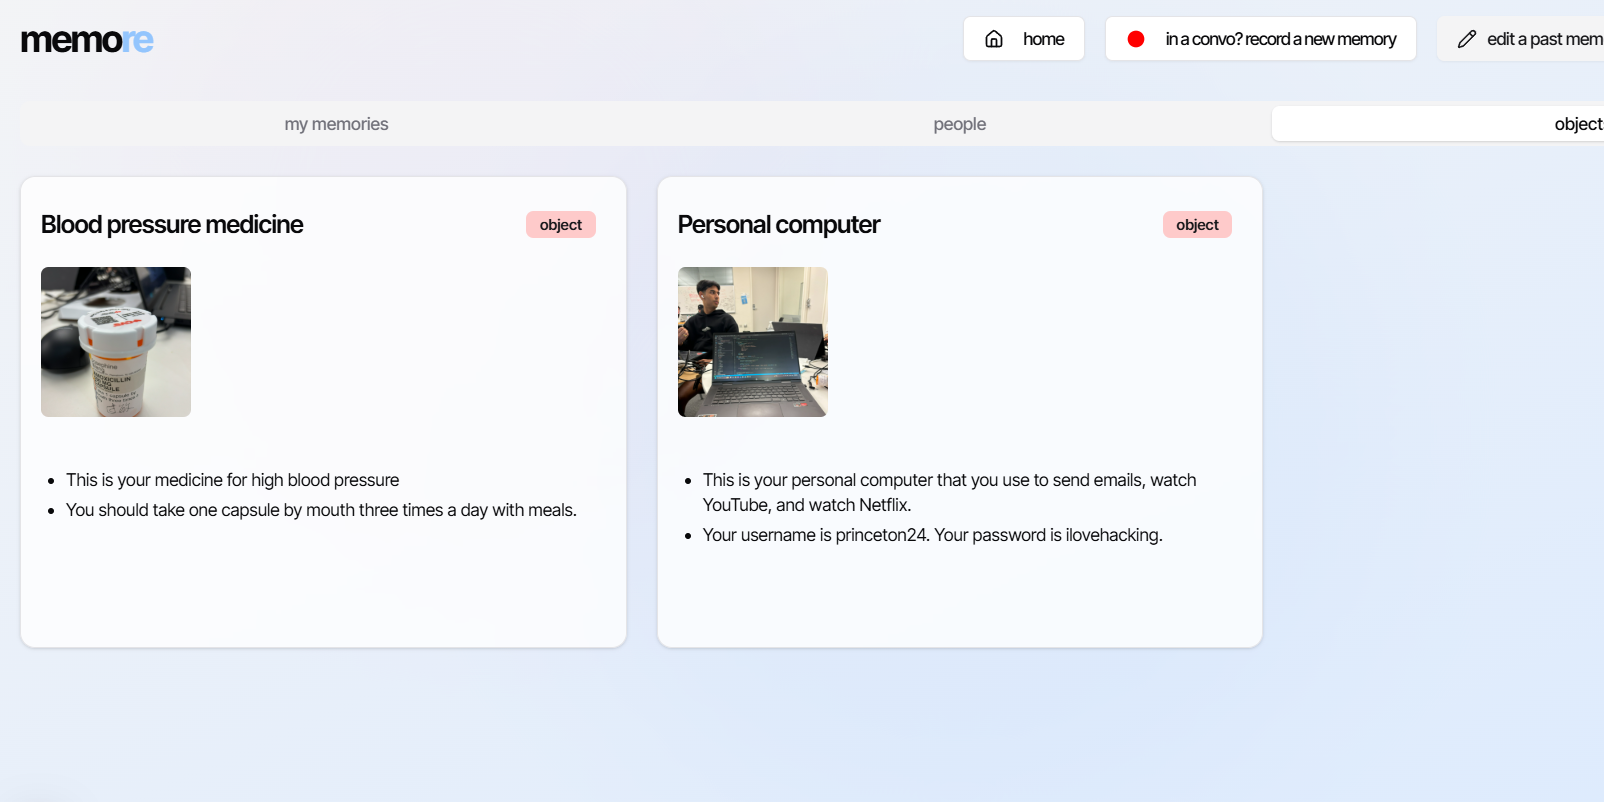 memore
home
in a convo? record a new memory
edit a past mem
my memories
people
object
Blood pressure medicine
object
Personal computer
object
CAPSULE
This is your medicine for high blood pressure
You should take one capsule by mouth three times a day with meals.
This is your personal computer that you use to send emails, watch
YouTube, and watch Netflix.
Your username is princeton24. Your password is ilovehacking.